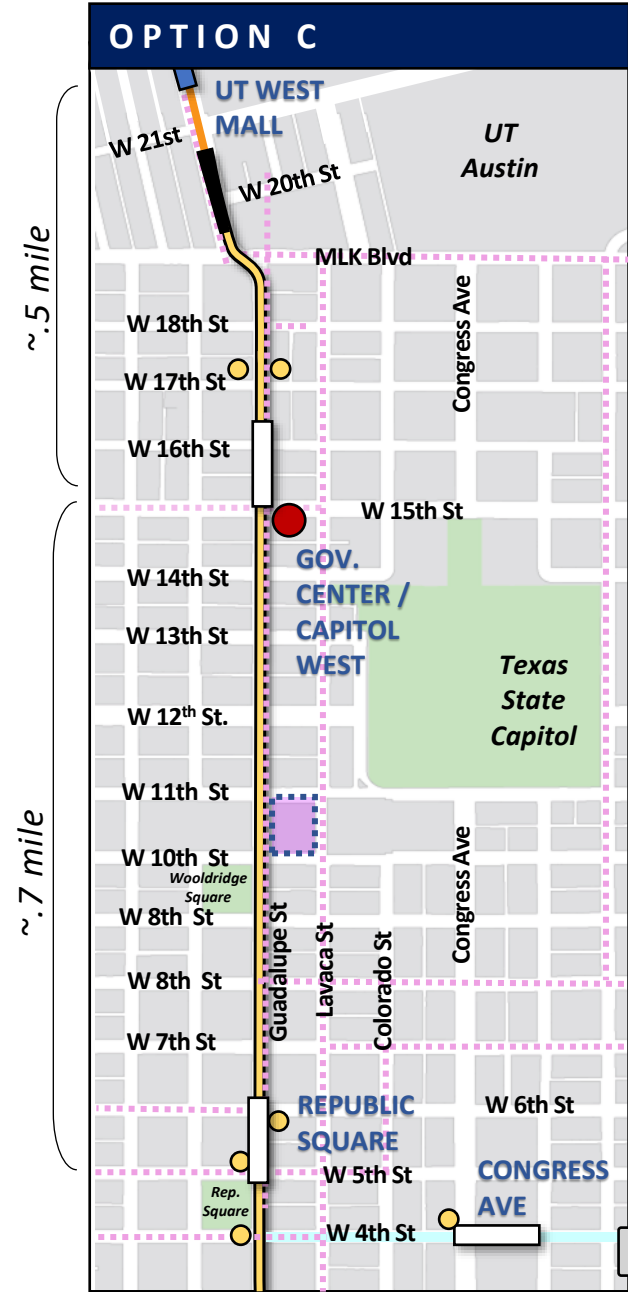 OPTION C
UT WEST
MALL
W 21st
UT
Austin
W 20th St
~.5 mile
MLK Blvd
W 18th St
Congress Ave
W 17th St
W 16th St
W 15th St
GOV.
CENTER /
CAPITOL
WEST
W 14th St
W 13th St
Texas
State
Capitol
W 12th St.
~.7 mile
W 11th St
W 10th St
Wooldridge
Square
Congress Ave
W 8th St
Guadalupe St
Lavaca St
Colorado St
W 8th St
W 7th St
REPUBLIC
SQUARE
W 6th St
W 5th St
CONGRESS
AVE
Rep.
Square
W 4th St